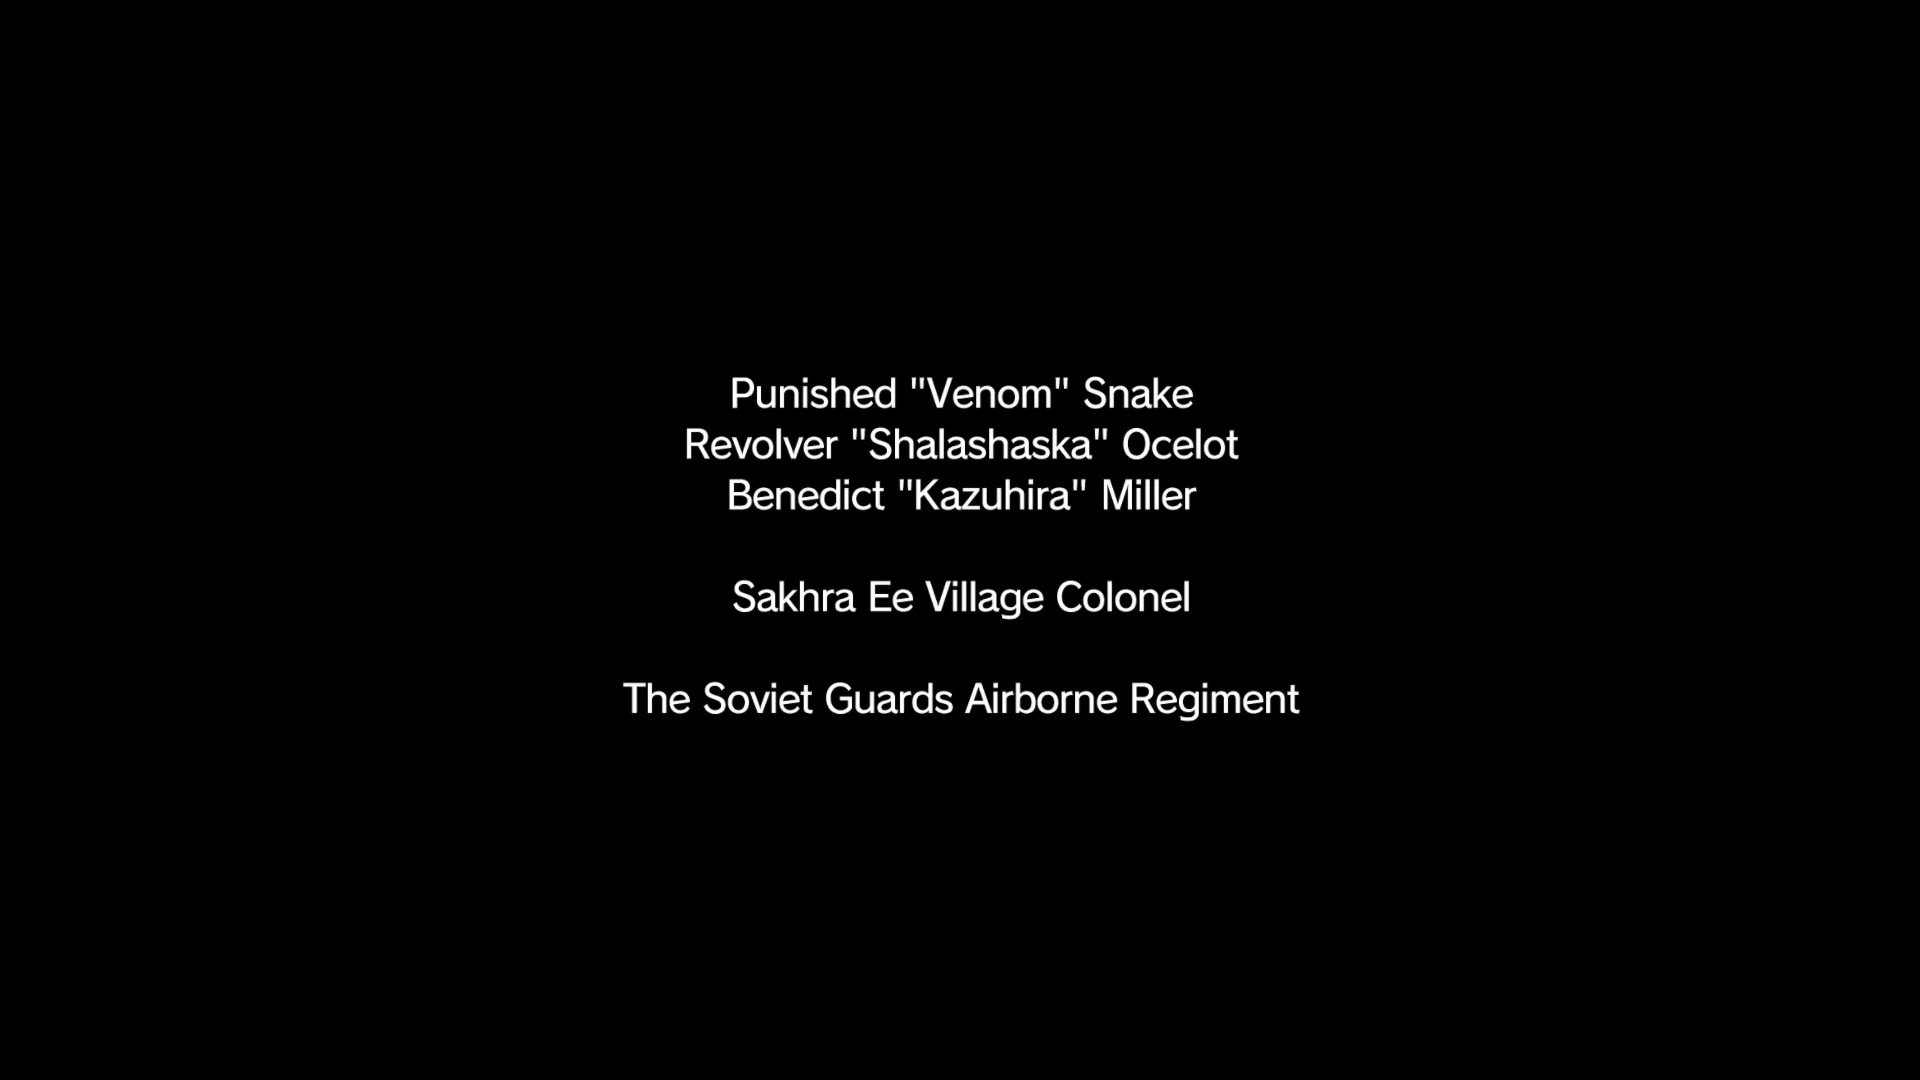 Punished "Venom" Snake
Revolver "Shalashaska" Ocelot
Benedict "Kazuhira" Miller
Sakhra Ee Village Colonel
The Soviet Guards Airborne Regiment